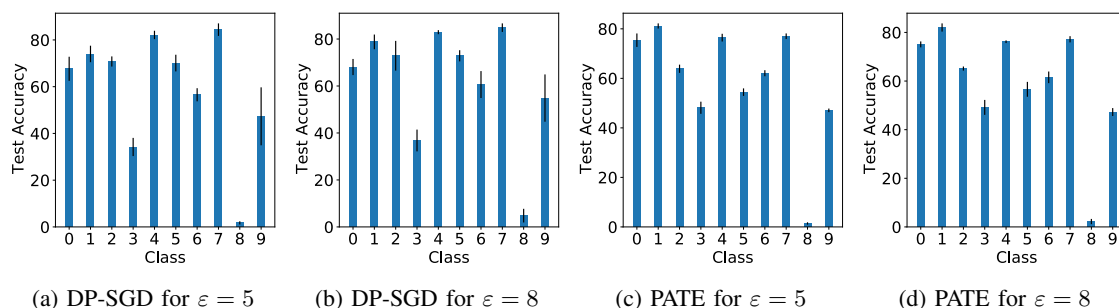 80
60
40
20
0
Test Accuracy
0 1 2 3 4 5 6 7 8 9
Class
(a) DP-SGD for ε = 5
80
60
40
20
0
Test Accuracy
0 1 2 3 4 5 6 7 8 9
Class
(b) DP-SGD for ε = 8
80
60
40
20
0
Test Accuracy
0 1 2 3 4 5 6 7 8 9
Class
(c) PATE for ε = 5
80
60
40
20
0
Test Accuracy
0 1 2 3 4 5 6 7 8 9
Class
(d) PATE for ε = 8